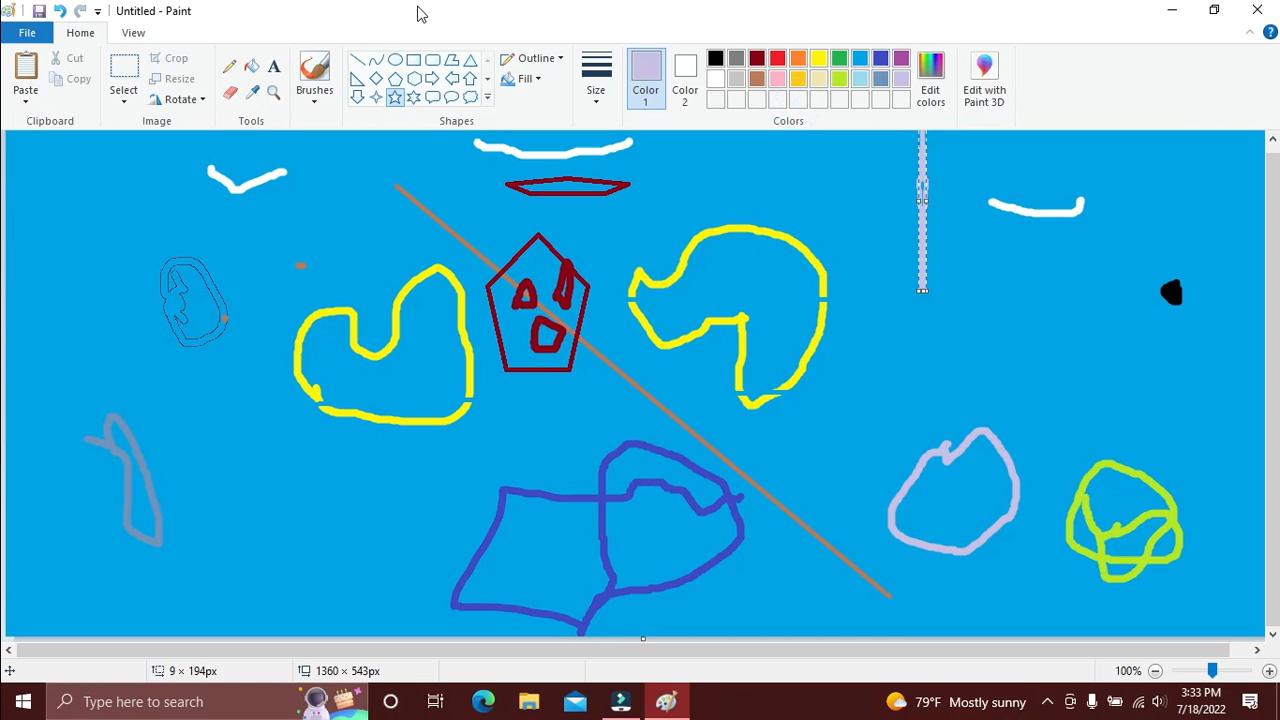 Untitled - Paint
File Home View
Paste
Cut
Copy
Clipboard
Select
Crop
Resize
Rotate
Image
Tools
Brushes
Shapes
Outline
Fill
Size
Color 1
Color 2
Edit colors
Colors
Edit with Paint 3D
9 × 194px
1360 × 543px
100%
Type here to search
79°F Mostly sunny
3:33 PM
7/18/2022